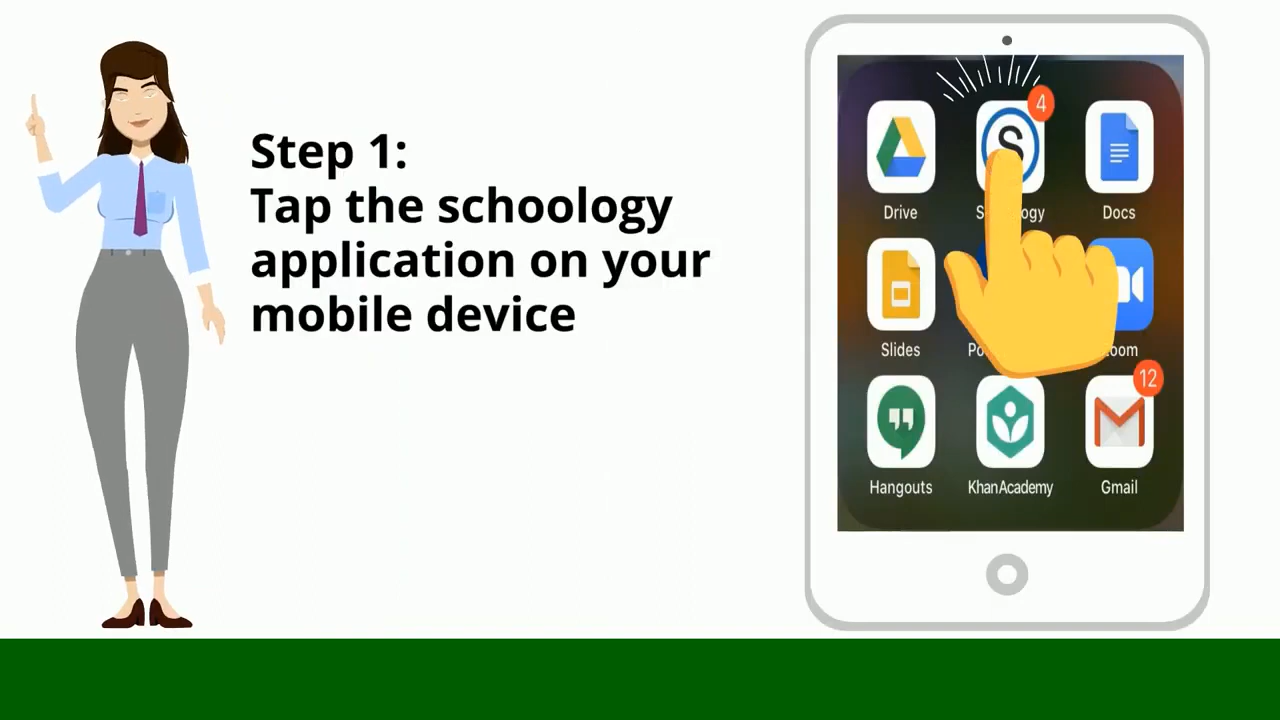 Step 1:
Tap the schoology
application on your
mobile device
4
S
Drive
Docs
Slides
12
Hangouts
KhanAcademy
Gmail